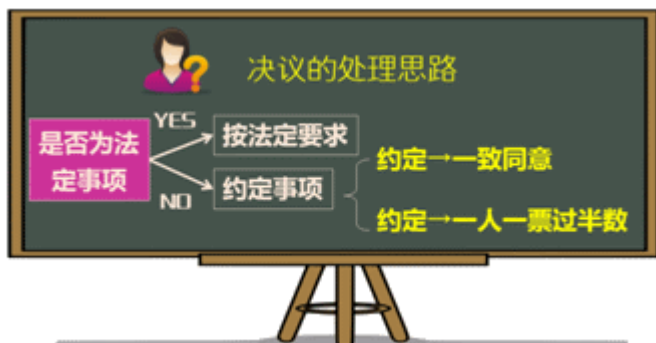 决议的处理思路
YES
是否为法
定事项
按法定要求
NO
约定事项
约定→一致同意
约定→一人一票过半数